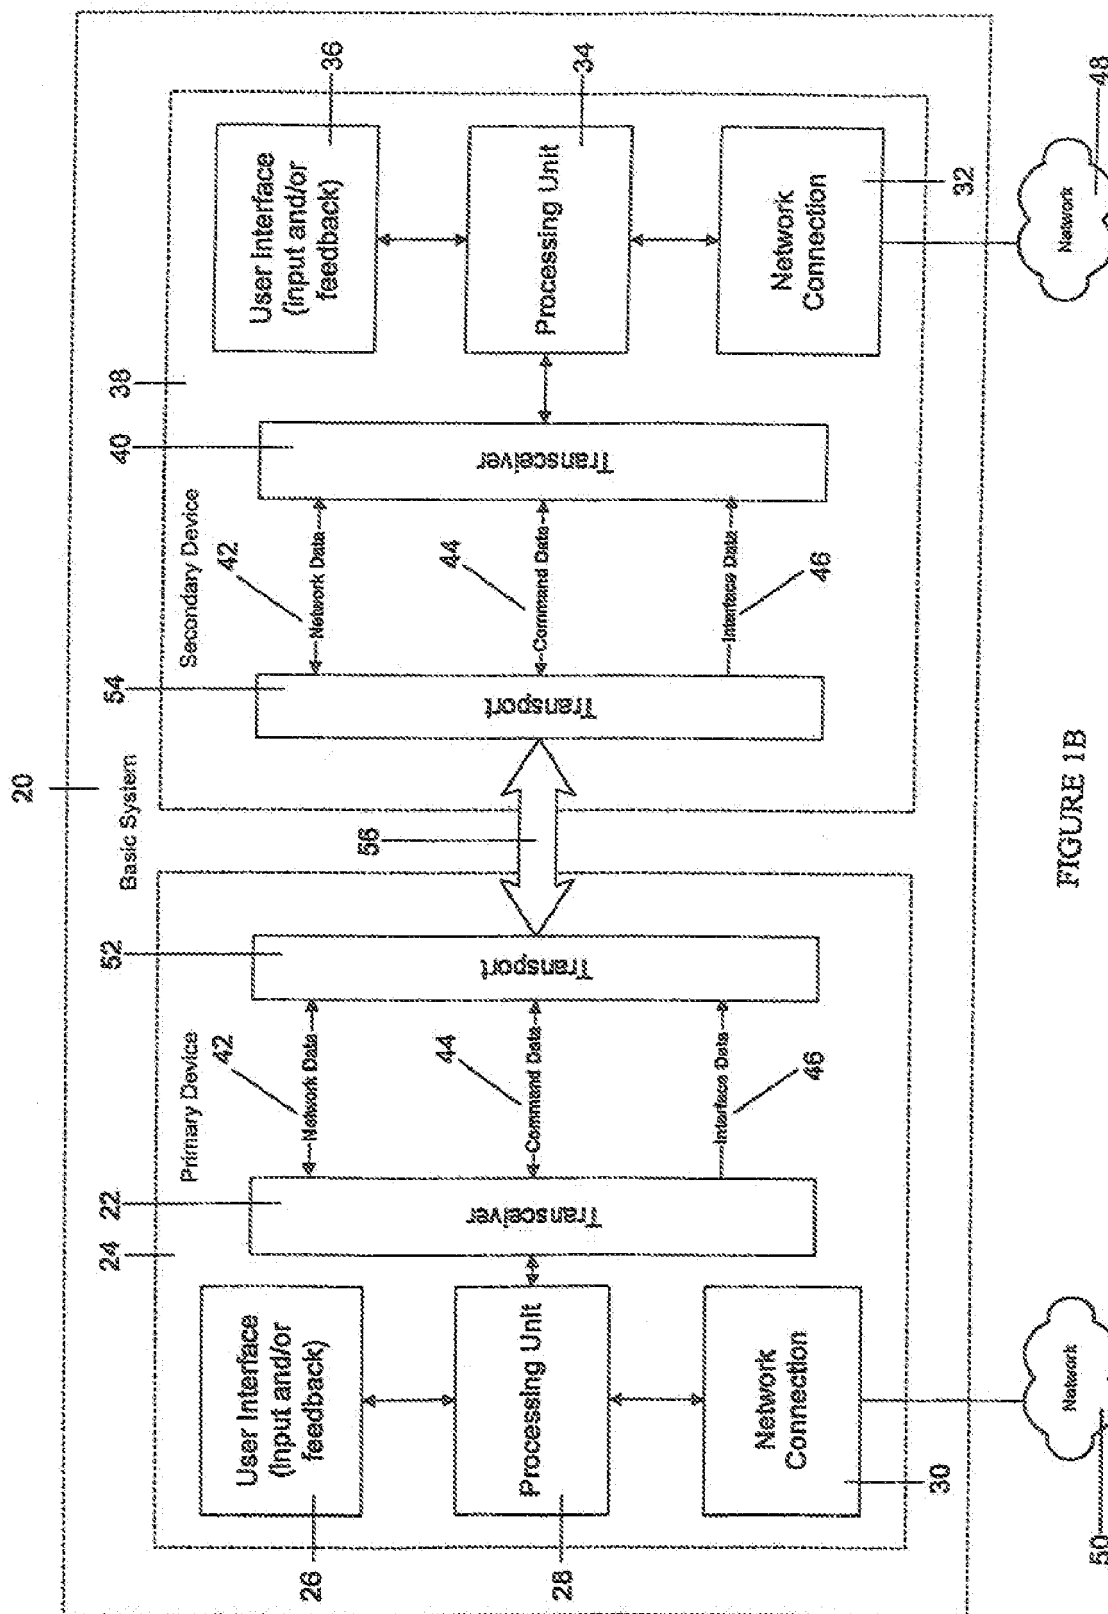 20
Basic System
24
22
Primary Device
52
54
Secondary Device
40
38
26
User Interface
(Input and/or
feedback)
28
Processing Unit
30
Network
Connection
Transceiver
42
Network Data
44
Command Data
46
Interface Data
Transport
56
Transport
42
Network Data
44
Command Data
46
Interface Data
Transceiver
User Interface
(Input and/or
feedback)
36
Processing Unit
34
Network
Connection
32
50
Network
Network
48
FIGURE 1B